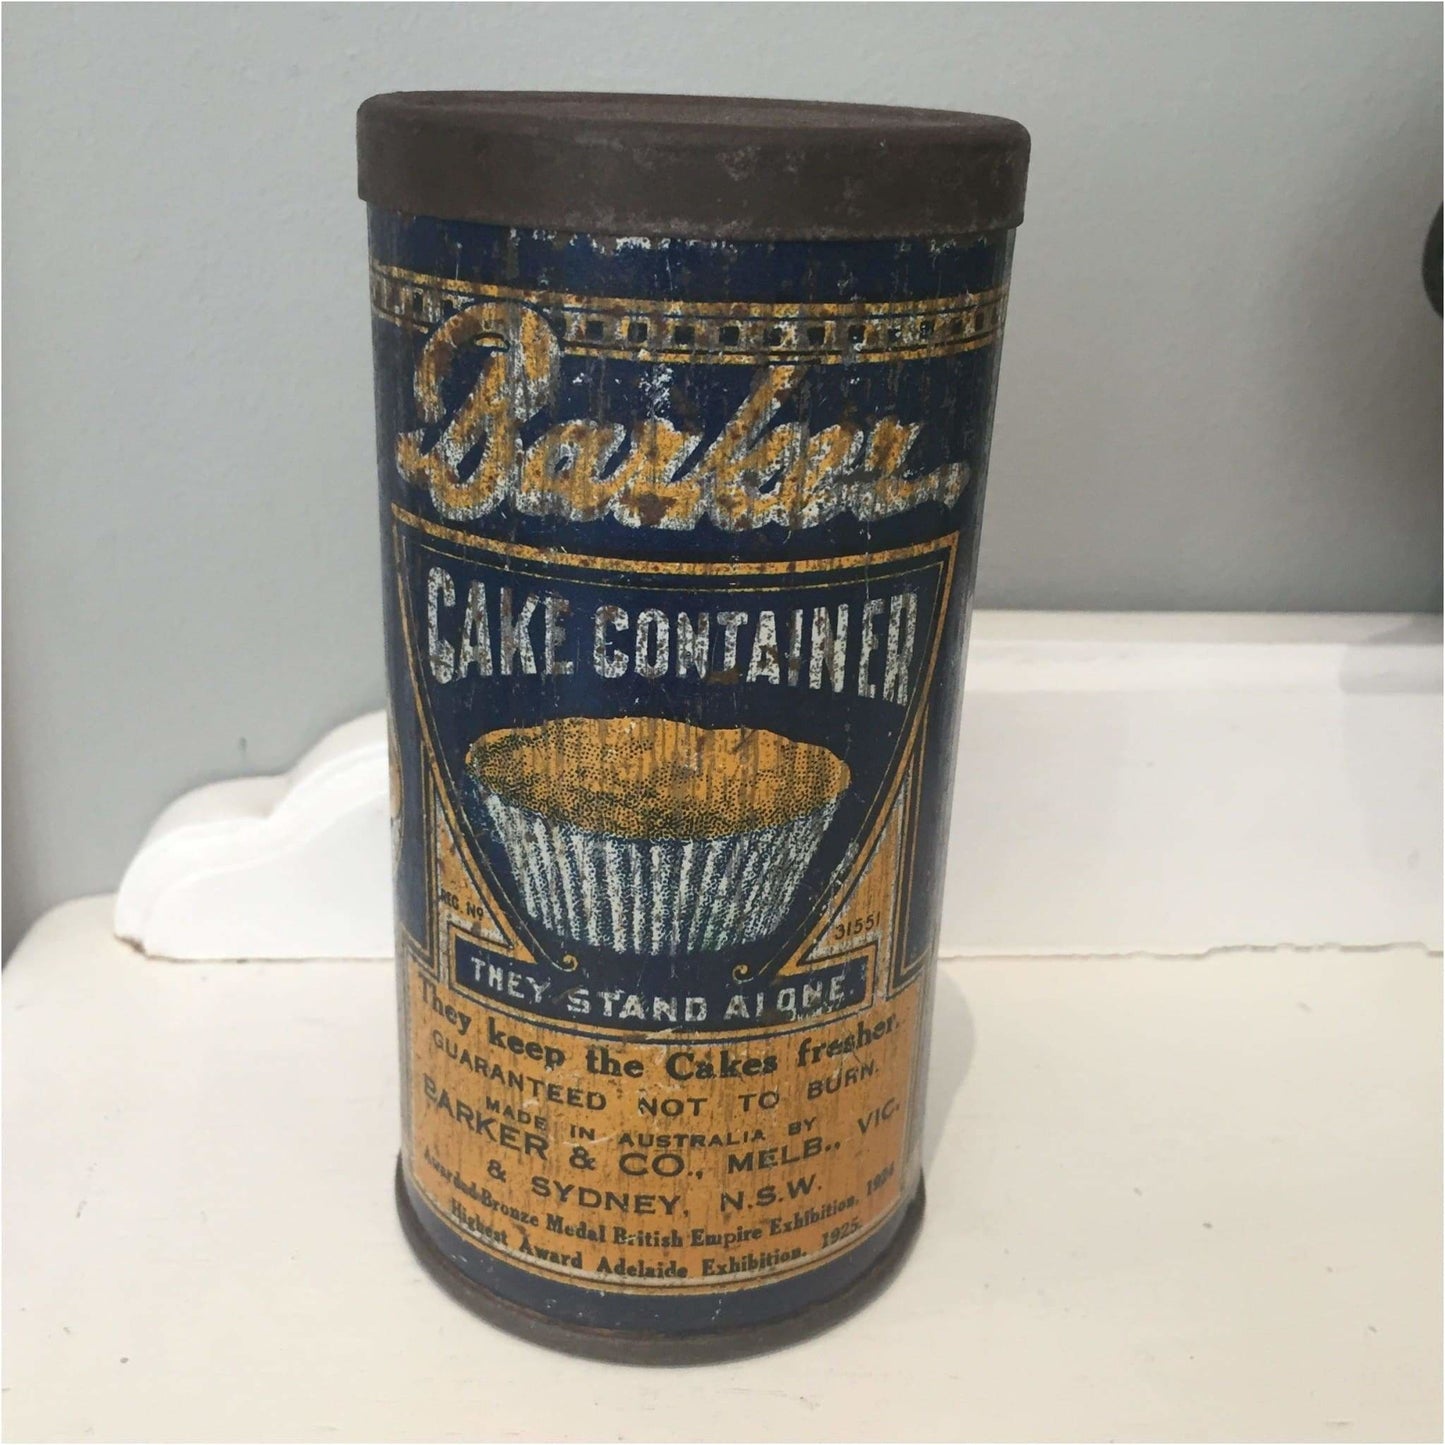 Barker
CAKE CONTAINER
REG. Nº 31551
THEY STAND ALONE.
They keep the Cakes fresher.
GUARANTEED NOT TO BURN.
MADE IN AUSTRALIA BY
BARKER & CO., MELB., VIC.
& SYDNEY, N.S.W.
Awarded Bronze Medal British Empire Exhibition, 1924
Highest Award Adelaide Exhibition, 1925.